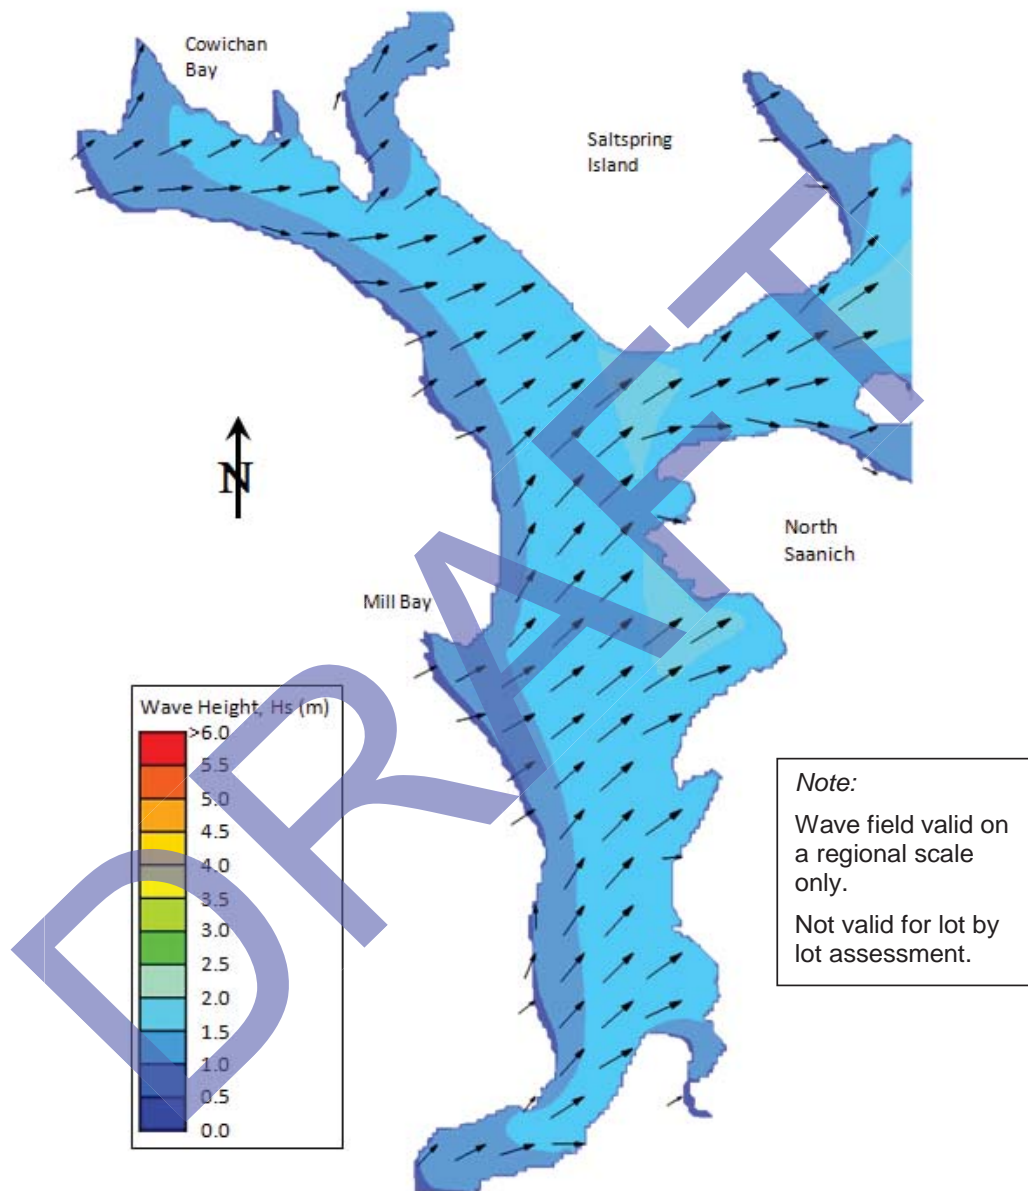 Cowichan
Bay
Saltspring
Island
N
North
Saanich
Mill Bay
Wave Height, Hs (m)
>6.0
5.5
5.0
4.5
4.0
3.5
3.0
2.5
2.0
1.5
1.0
0.5
0.0
Note:
Wave field valid on
a regional scale
only.
Not valid for lot by
lot assessment.
DRAFT